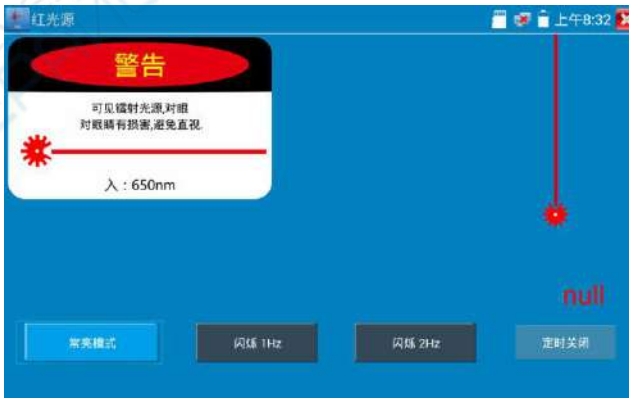 红光源
上午8:32
警告
可见镭射光源,对眼
对眼睛有损害,避免直视.
入：650nm
null
常亮模式
闪烁 1Hz
闪烁 2Hz
定时关闭